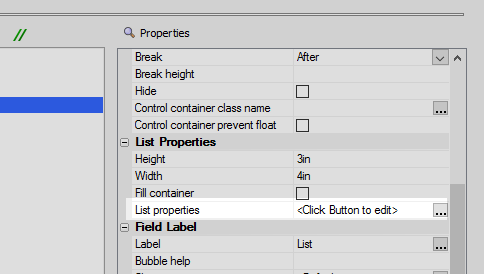 //
Properties
Break After
Break height
Hide
Control container class name ...
Control container prevent float
List Properties
Height 3in
Width 4in
Fill container
List properties <Click Button to edit> ...
Field Label
Label List ...
Bubble help